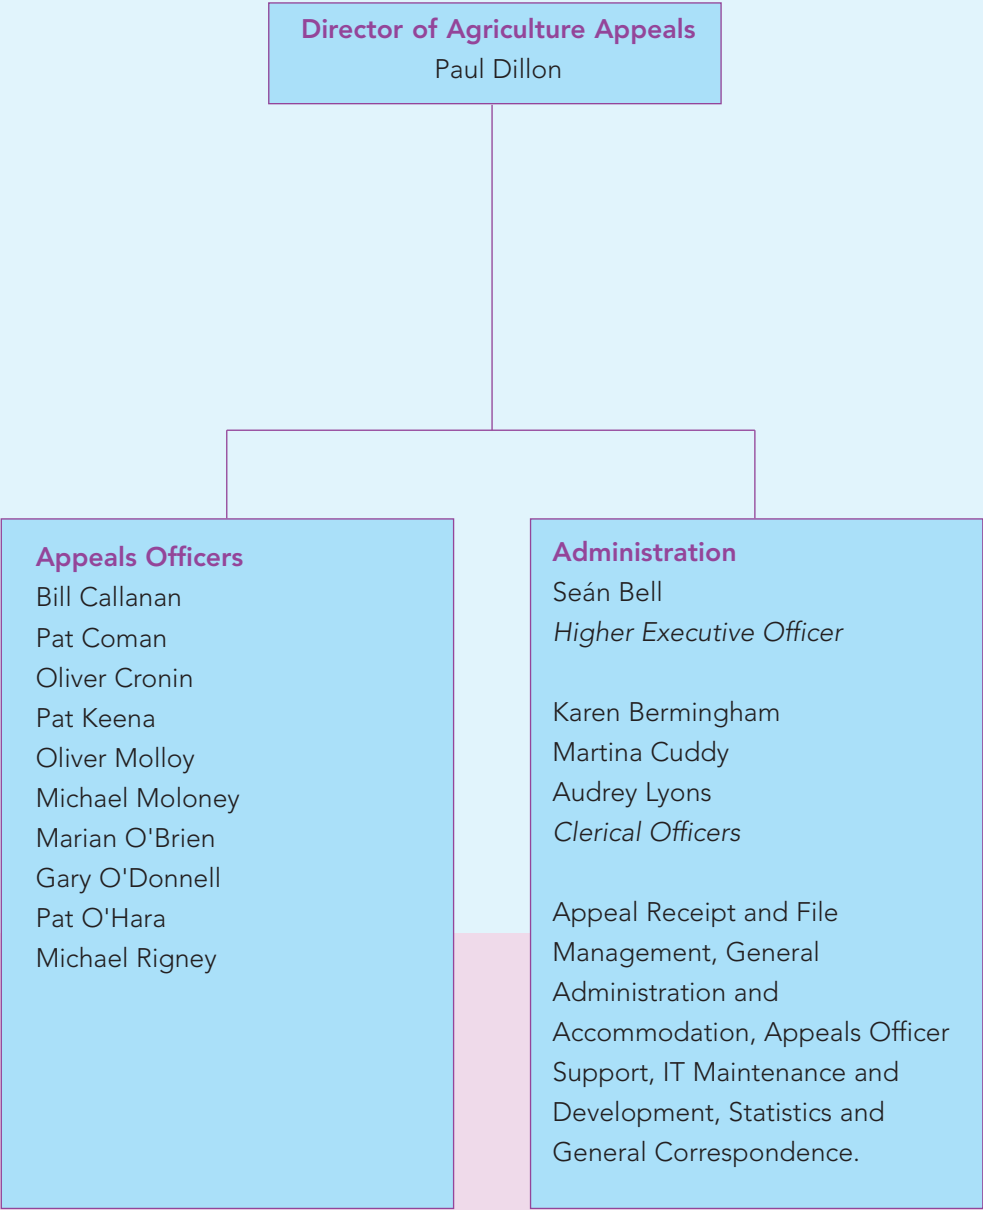 Director of Agriculture Appeals
Paul Dillon
Appeals Officers
Bill Callanan
Pat Coman
Oliver Cronin
Pat Keena
Oliver Molloy
Michael Moloney
Marian O'Brien
Gary O'Donnell
Pat O'Hara
Michael Rigney
Administration
Seán Bell
Higher Executive Officer
Karen Bermingham
Martina Cuddy
Audrey Lyons
Clerical Officers
Appeal Receipt and File
Management, General
Administration and
Accommodation, Appeals Officer
Support, IT Maintenance and
Development, Statistics and
General Correspondence.